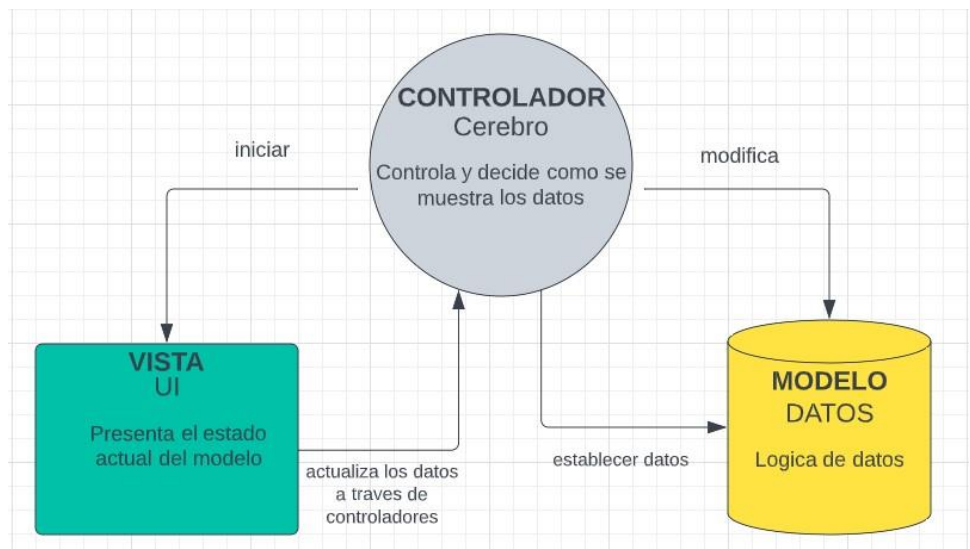 CONTROLADOR
Cerebro
Controla y decide como se
muestra los datos
iniciar
modifica
VISTA
UI
Presenta el estado
actual del modelo
actualiza los datos
a traves de
controladores
establecer datos
MODELO
DATOS
Logica de datos